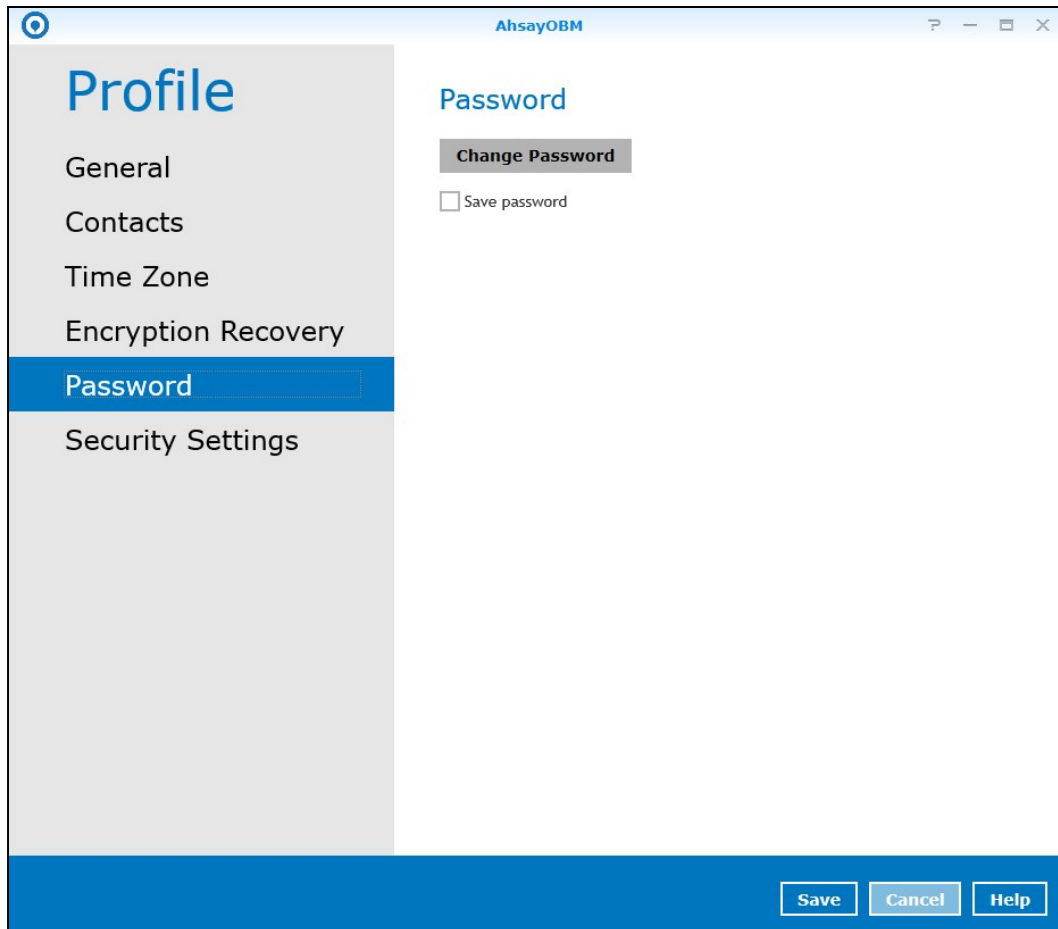 AhsayOBM
Profile
General
Contacts
Time Zone
Encryption Recovery
Password
Security Settings
Password
Change Password
Save password
Save
Cancel
Help